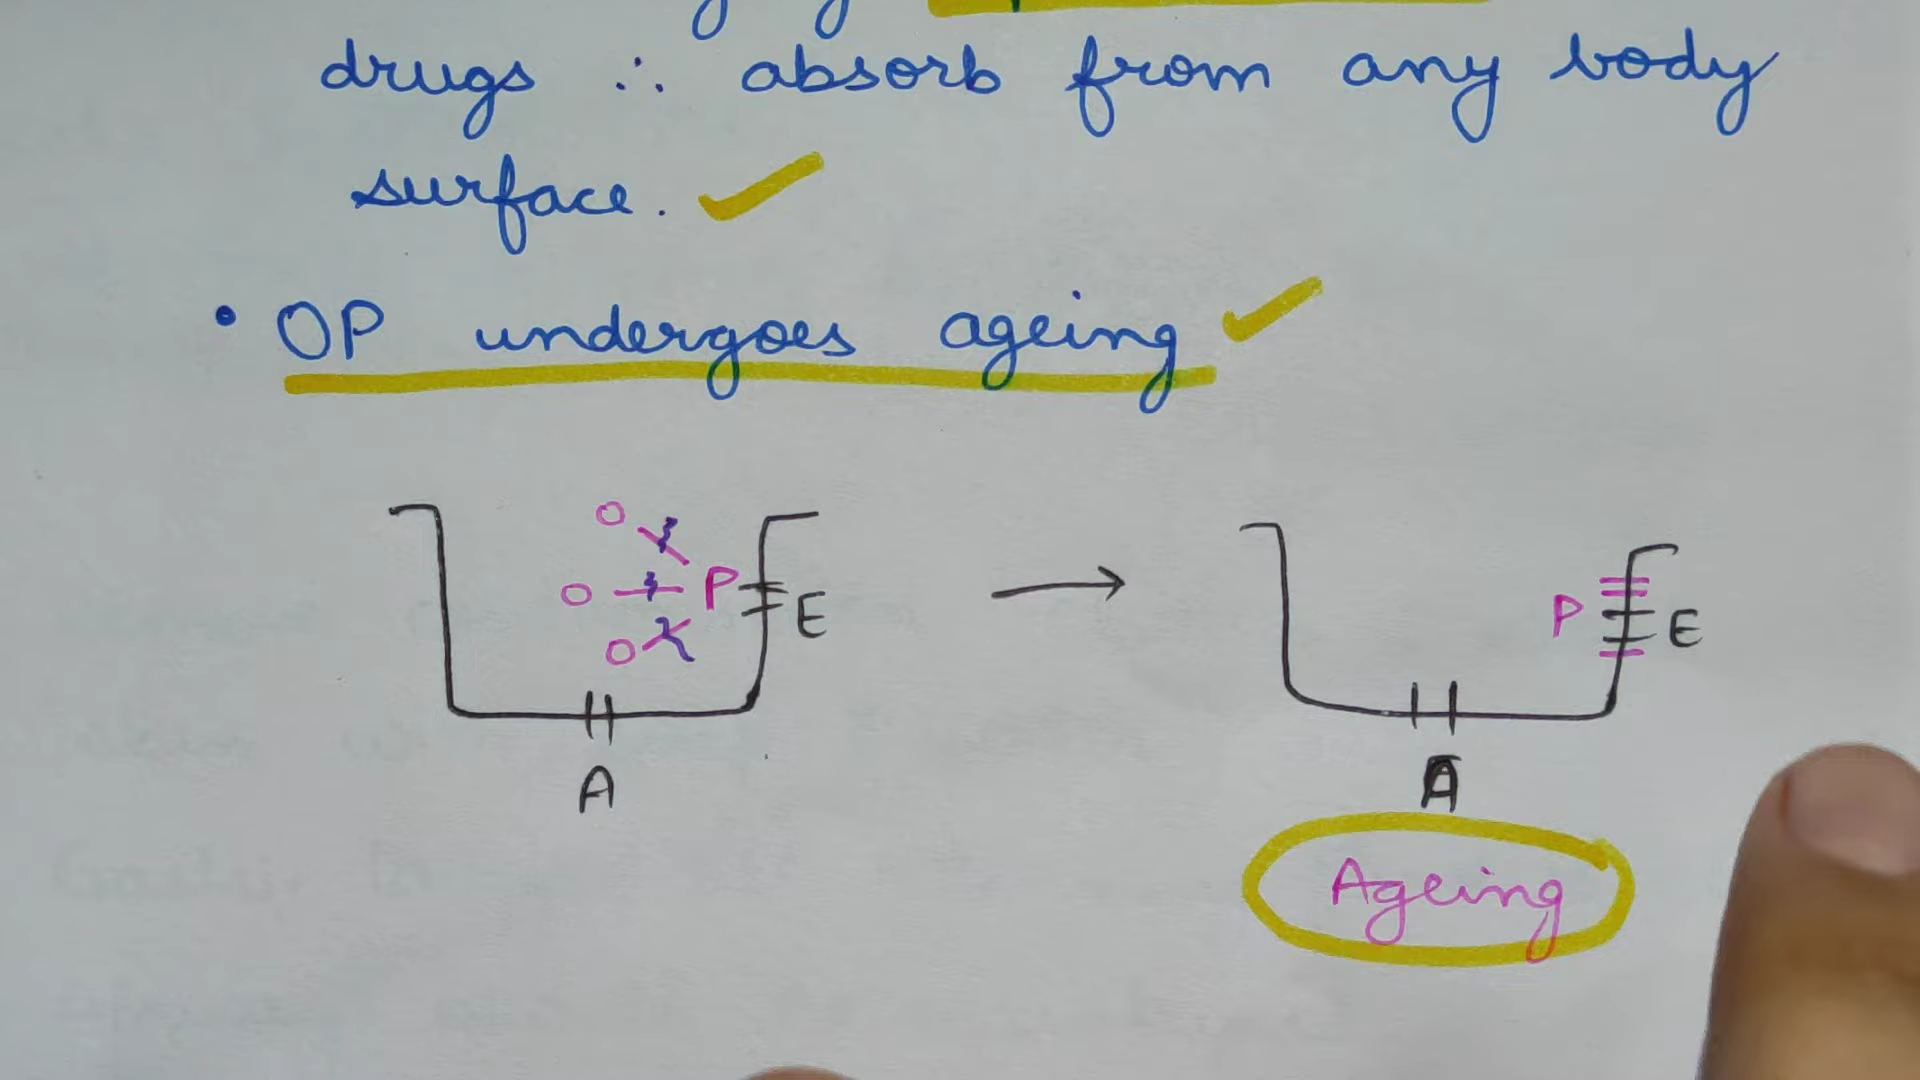 drugs ∴ absorb from any body
surface.
• OP undergoes ageing
O
O P E
O
A
P E
A
Ageing